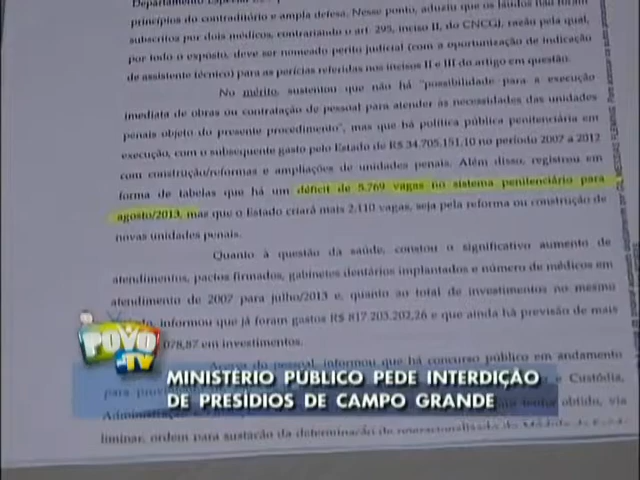 Departamento
princípios do contraditório e ampla defesa. Nesse ponto, aduziu que os laudos não foram
subscritos por dois médicos, contrariando o art. 295, inciso II, do CNCGJ, razão pela qual,
por todo o exposto, deve ser nomeado perito judicial (com a oportunização de indicação
de assistente técnico) para as perícias referidas nos incisos II e III do artigo em questão.
No mérito, sustentou que não há "possibilidade para a execução
imediata de obras ou contratação de pessoal para atender às necessidades das unidades
penais objeto do presente procedimento", mas que há política pública penitenciária em
execução, com o subsequente gasto pelo Estado de R$ 34.705.151,10 no período 2007 a 2012
com construção/reformas e ampliações de unidades penais. Além disso, registrou em
forma de tabelas que há um déficit de 5.769 vagas no sistema penitenciário para
agosto/2013, mas que o Estado criará mais 2.110 vagas, seja pela reforma ou construção de
novas unidades penais.
Quanto à questão da saúde, constou o significativo aumento de
atendimentos, pactos firmados, gabinetes dentários implantados e número de médicos em
atendimento de 2007 para julho/2013 e, quanto ao total de investimentos no mesmo
informou que já foram gastos R$ 817.203.202,26 e que ainda há previsão de mais
078,87 em investimentos.
Acerca do pessoal, informou que há concurso público em andamento
para
e Custódia,
obtido, via
liminar, ordem para sustação da determinação de
POVO
NA TV
MINISTÉRIO PÚBLICO PEDE INTERDIÇÃO
DE PRESÍDIOS DE CAMPO GRANDE